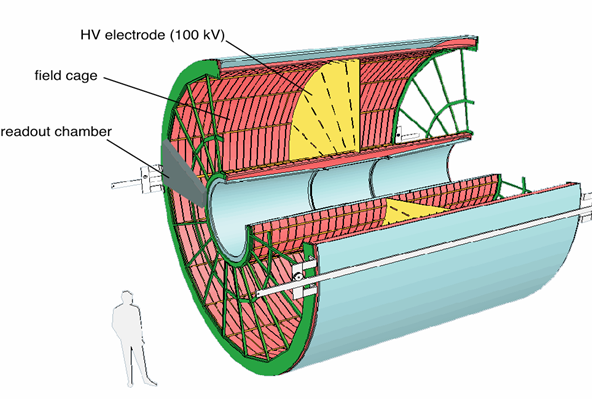 HV electrode (100 kV)
field cage
readout chamber